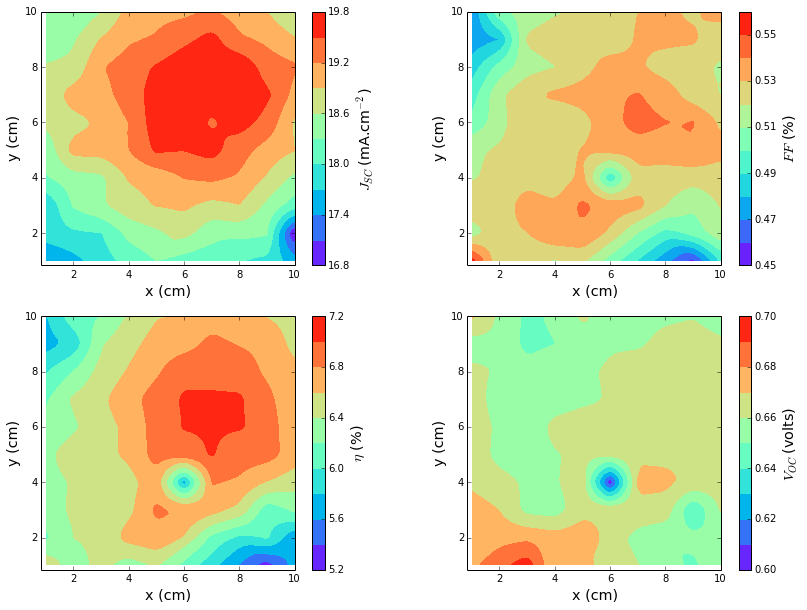 10
8
6
4
2
y (cm)
2 4 6 8 10
x (cm)
19.8
19.2
18.6
18.0
17.4
16.8
J_SC (mA.cm⁻²)
10
8
6
4
2
y (cm)
2 4 6 8 10
x (cm)
0.55
0.53
0.51
0.49
0.47
0.45
FF (%)
10
8
6
4
2
y (cm)
2 4 6 8 10
x (cm)
7.2
6.8
6.4
6.0
5.6
5.2
η (%)
10
8
6
4
2
y (cm)
2 4 6 8 10
x (cm)
0.70
0.68
0.66
0.64
0.62
0.60
V_OC (volts)